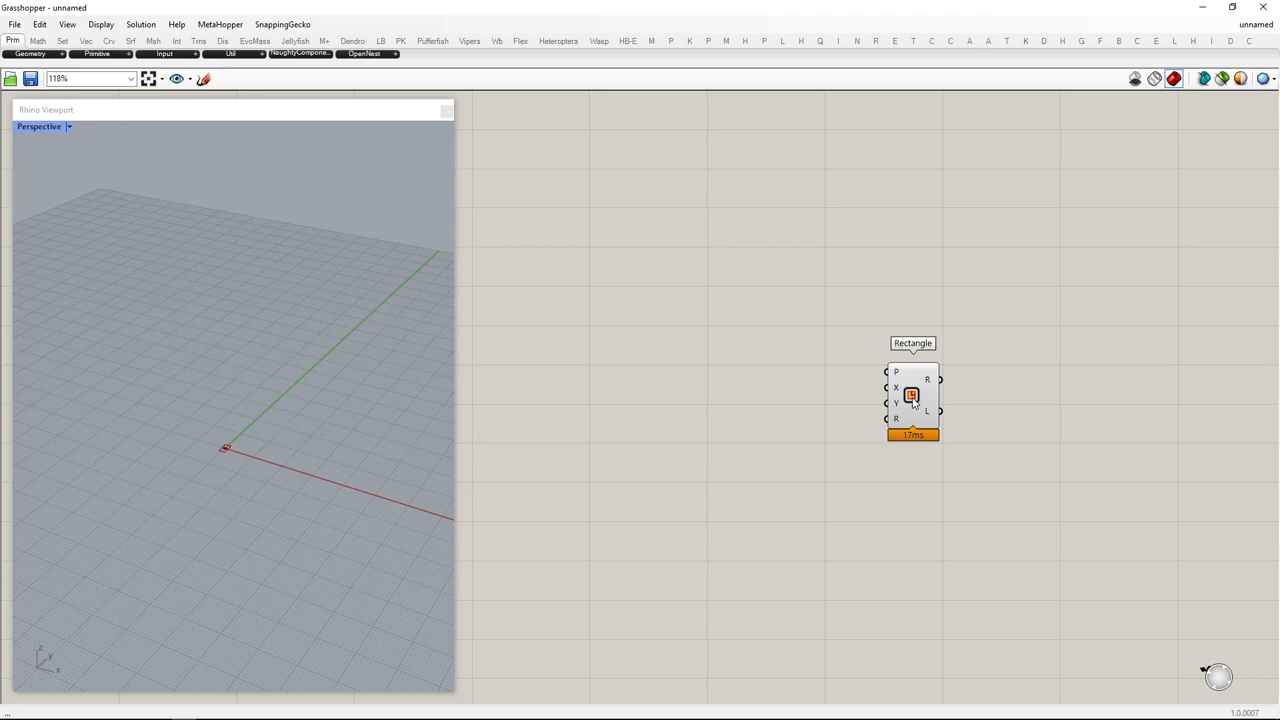 Grasshopper - unnamed
File Edit View Display Solution Help MetaHopper SnappingGecko unnamed
Prm Math Set Vec Crv Srf Msh Int Trns Dis EvoMass Jellyfish M+ Dendro LB PK Pufferfish Vipers Wb Flex Heteroptera
Geometry + Primitive + Input + Util + NaughtyCompone... OpenNest +
118%
Rhino Viewport
Perspective
Rectangle
P
R
X
Y
L
R
17ms
z
y
x
... 1.0.0007